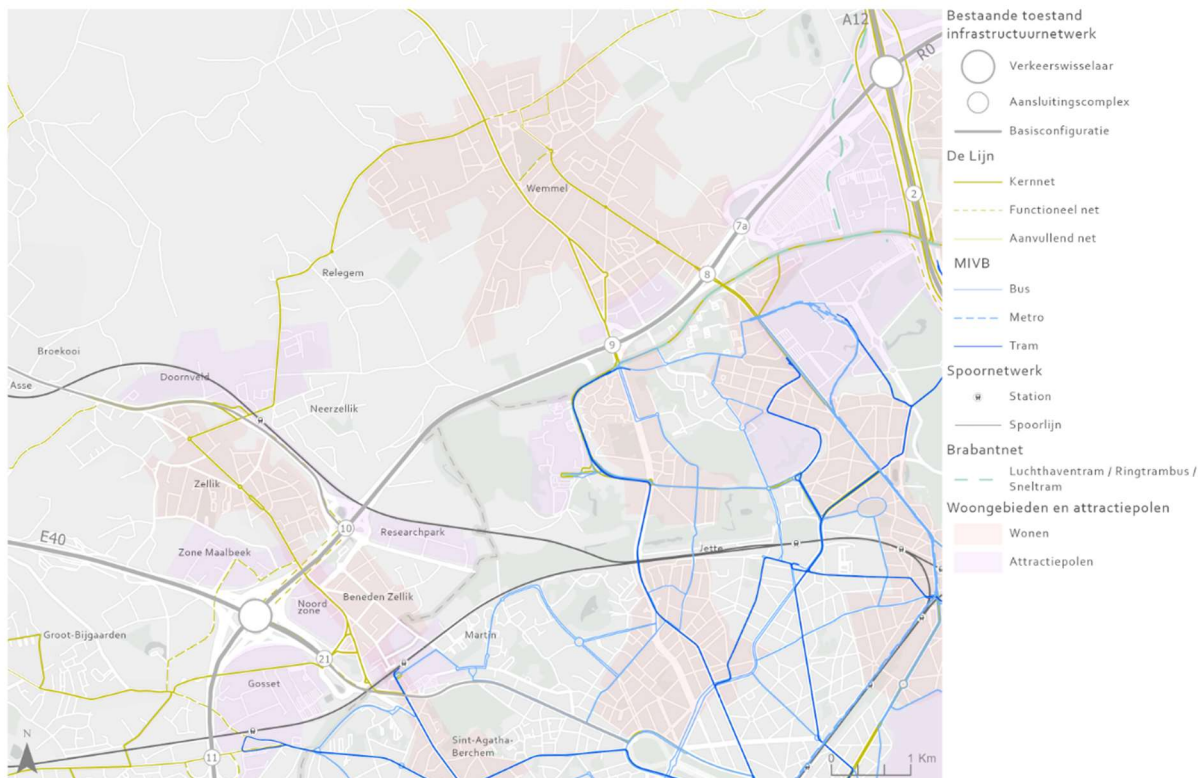 A12
R0
2
7a
8
9
Wemmel
Relegem
Broekooi
Asse
Doornveld
Neerzellik
Zellik
E40
10
Researchpark
Zone Maalbeek
Jette
Noord
zone
Beneden Zellik
Groot-Bijgaarden
Martin
21
Gosset
11
Sint-Agatha-
Berchem
N
0
1 Km
Bestaande toestand
infrastructuurnetwerk
Verkeerswisselaar
Aansluitingscomplex
Basisconfiguratie
De Lijn
Kernnet
Functioneel net
Aanvullend net
MIVB
Bus
Metro
Tram
Spoornetwerk
Station
Spoorlijn
Brabantnet
Luchthaventram / Ringtrambus /
Sneltram
Woongebieden en attractiepolen
Wonen
Attractiepolen